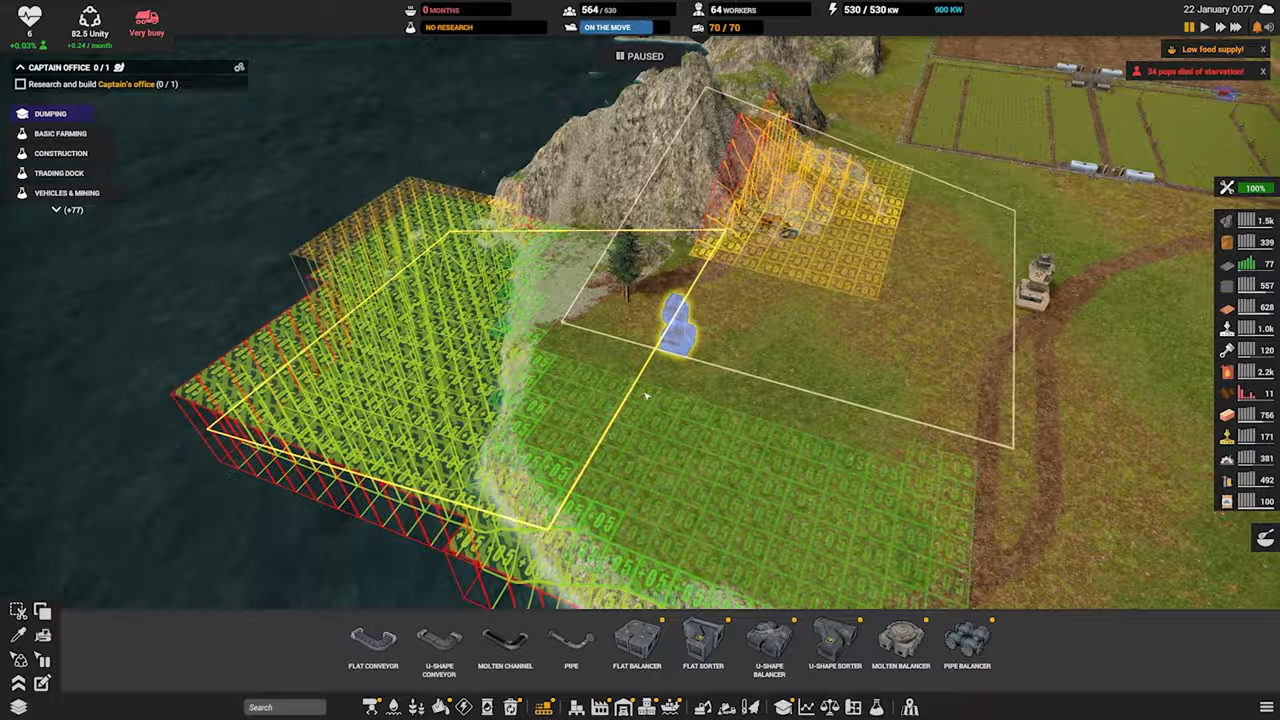 0 MONTHS
564 / 630
64 WORKERS
530 / 530 KW
900 KW
22 January 0077
6
82.5 Unity
Very busy
NO RESEARCH
ON THE MOVE
70 / 70
+0.03%
+0.24 / month
PAUSED
Low food supply!
X
34 pops died of starvation!
X
CAPTAIN OFFICE 0 / 1
Research and build Captain's office (0 / 1)
DUMPING
BASIC FARMING
CONSTRUCTION
TRADING DOCK
VEHICLES & MINING
(+77)
100%
1.5k
339
77
557
628
1.0k
120
2.2k
11
756
171
381
492
100
+05+05
FLAT CONVEYOR
U-SHAPE
CONVEYOR
MOLTEN CHANNEL
PIPE
FLAT BALANCER
FLAT SORTER
U-SHAPE
BALANCER
U-SHAPE SORTER
MOLTEN BALANCER
PIPE BALANCER
Search